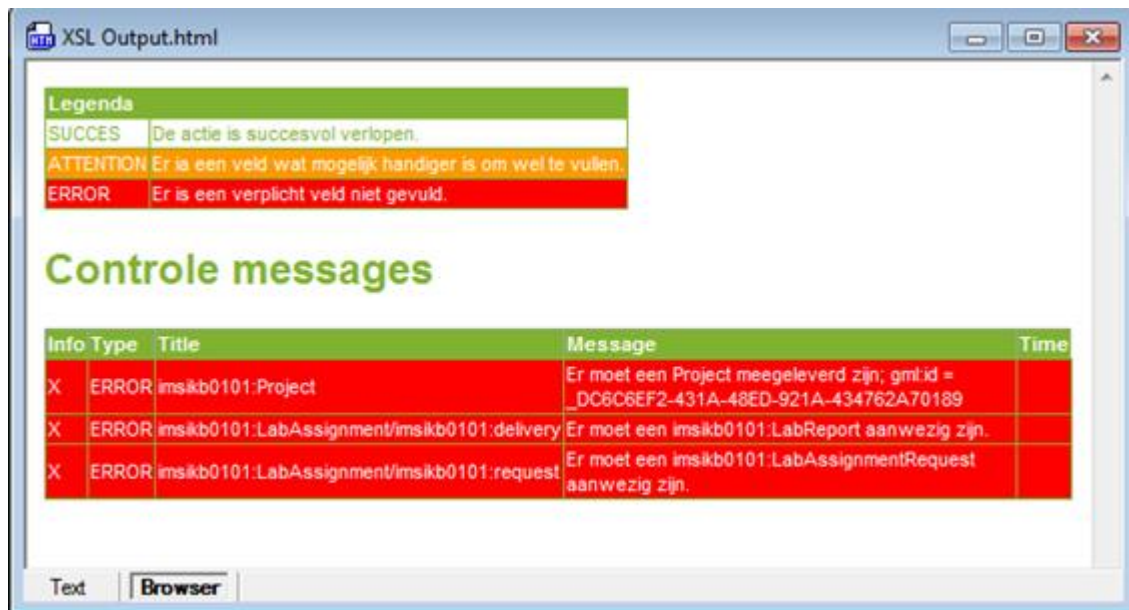 XSL Output.html
Legenda
SUCCES De actie is succesvol verlopen.
ATTENTION Er is een veld wat mogelijk handiger is om wel te vullen.
ERROR Er is een verplicht veld niet gevuld.
Controle messages
Info Type Title Message Time
X ERROR imsikb0101:Project Er moet een Project meegeleverd zijn; gml:id =
_DC6C6EF2-431A-48ED-921A-434762A70189
X ERROR imsikb0101:LabAssignment/imsikb0101:delivery Er moet een imsikb0101:LabReport aanwezig zijn.
X ERROR imsikb0101:LabAssignment/imsikb0101:request Er moet een imsikb0101:LabAssignmentRequest
aanwezig zijn.
Text Browser